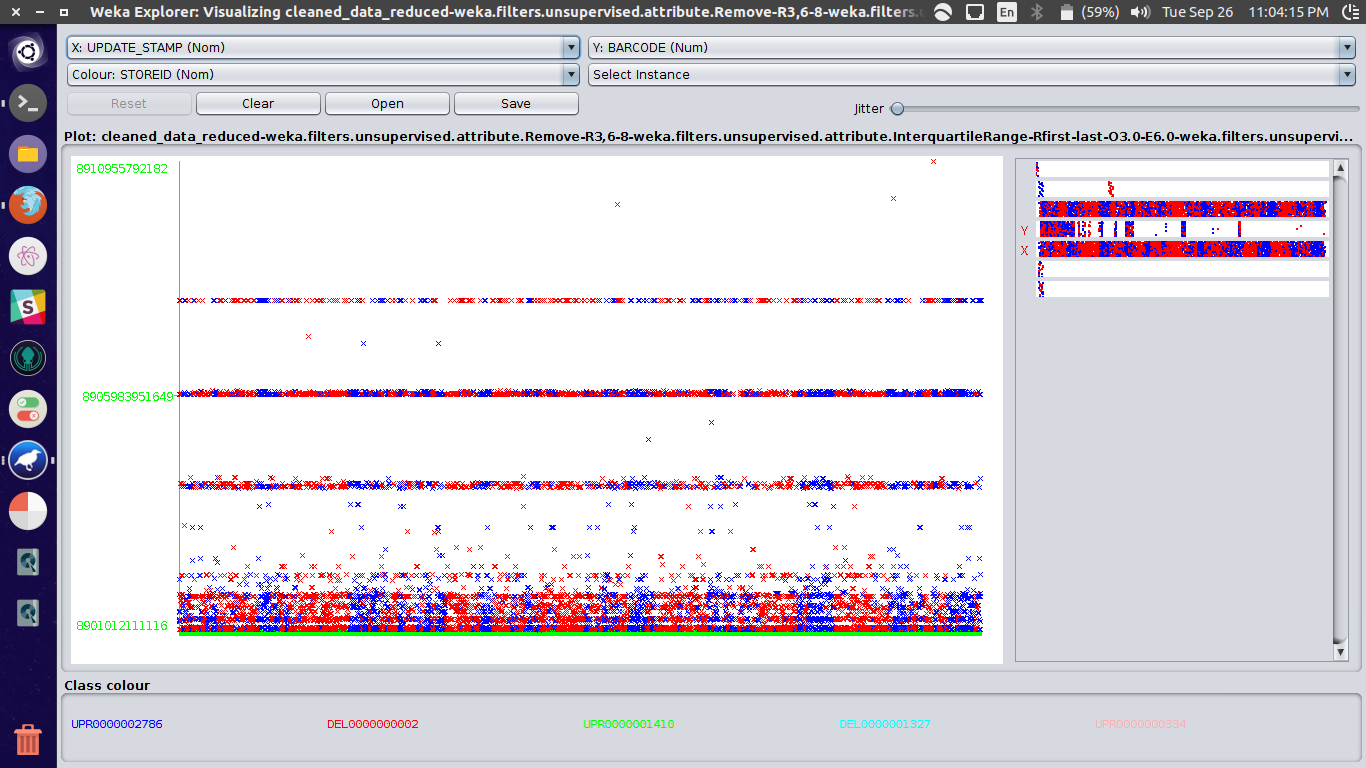 Weka Explorer: Visualizing cleaned_data_reduced-weka.filters.unsupervised.attribute.Remove-R3,6-8-weka.filters. En (59%) Tue Sep 26 11:04:15 PM
X: UPDATE_STAMP (Nom) Y: BARCODE (Num)
Colour: STOREID (Nom) Select Instance
Reset Clear Open Save Jitter
Plot: cleaned_data_reduced-weka.filters.unsupervised.attribute.Remove-R3,6-8-weka.filters.unsupervised.attribute.InterquartileRange-Rfirst-last-O3.0-E6.0-weka.filters.unsupervi...
8910955792182
Y
X
8905983951649
8901012111116
Class colour
UPR0000002786 DEL0000000002 UPR0000001410 DEL0000001327 UPR0000000384